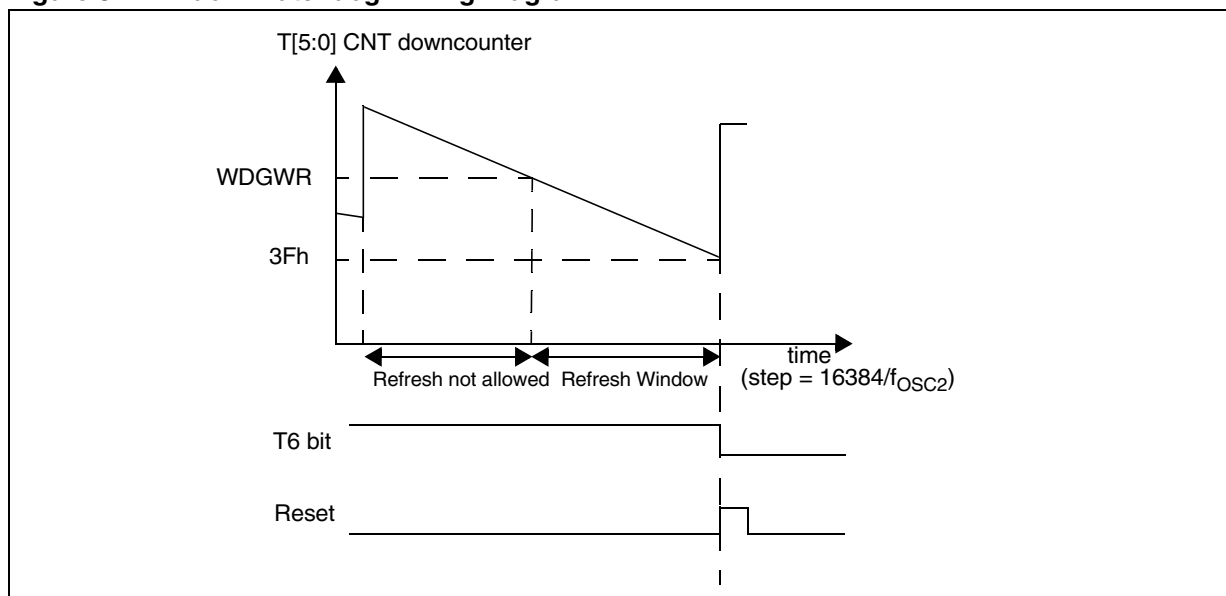 T[5:0] CNT downcounter
WDGWR
3Fh
time
Refresh not allowed Refresh Window (step = 16384/fOSC2)
T6 bit
Reset